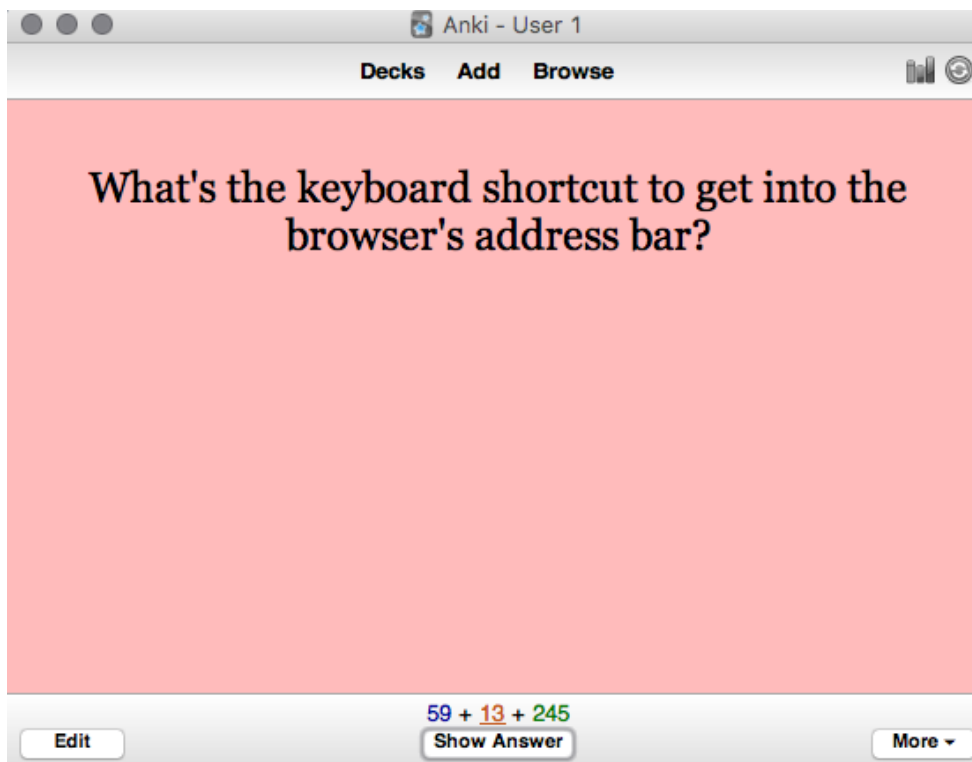 Anki - User 1
Decks Add Browse
What's the keyboard shortcut to get into the
browser's address bar?
59 + 13 + 245
Edit Show Answer More